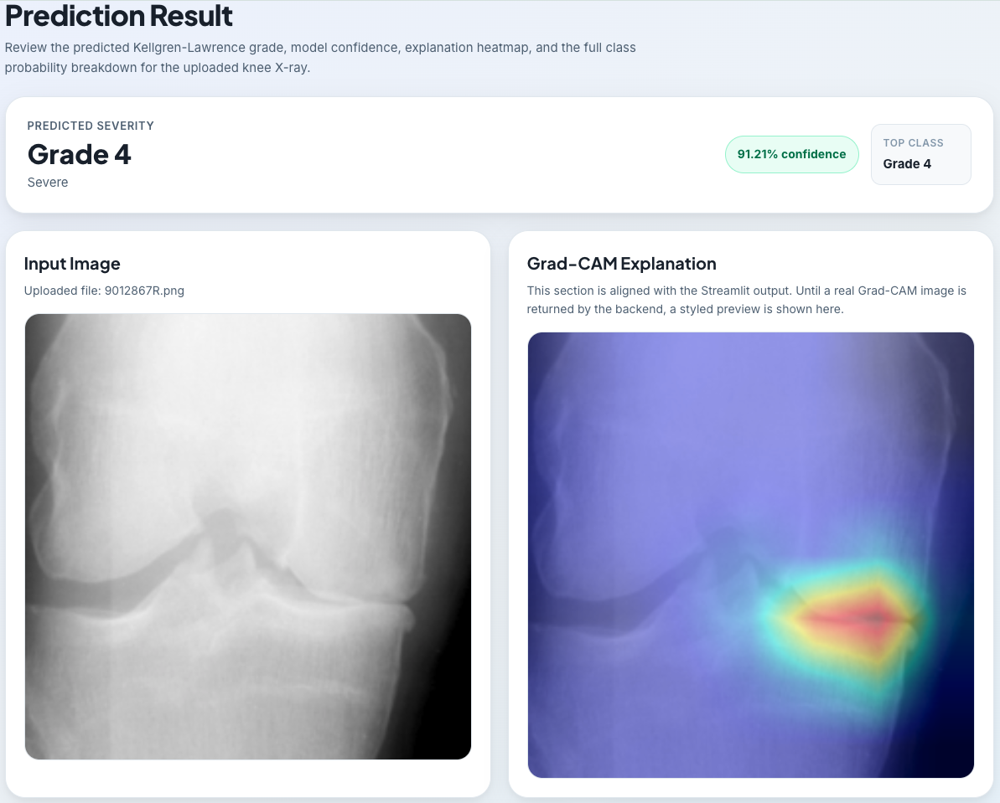 Prediction Result
Review the predicted Kellgren-Lawrence grade, model confidence, explanation heatmap, and the full class
probability breakdown for the uploaded knee X-ray.
PREDICTED SEVERITY
Grade 4
Severe
91.21% confidence
TOP CLASS
Grade 4
Input Image
Uploaded file: 9012867R.png
Grad-CAM Explanation
This section is aligned with the Streamlit output. Until a real Grad-CAM image is
returned by the backend, a styled preview is shown here.